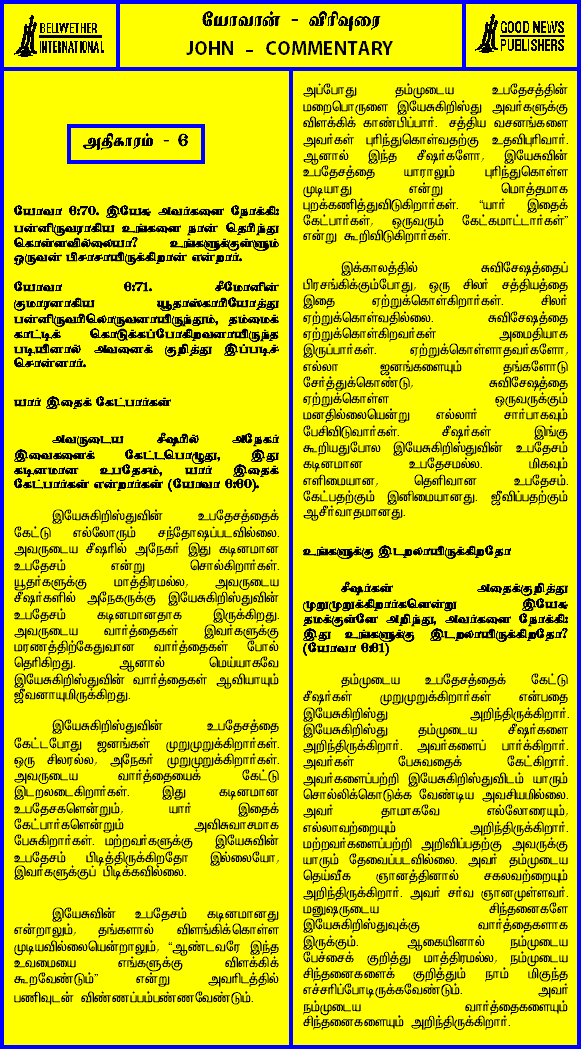 BELWETHER
INTERNATIONAL
யோவான் - விரிவுரை
JOHN - COMMENTARY
GOOD NEWS
PUBLISHERS
அதிகாரம் - 6
யோவா 6:70. இயேசு அவர்களை நோக்கி:
பன்னிருவராகிய உங்களை நான் தெரிந்து
கொள்ளவில்லையா? உங்களுக்குள்ளும்
ஒருவன் பிசாசாயிருக்கிறான் என்றார்.
யோவா 6:71. சீமோனின்
குமாரனாகிய யூதாஸ்காரியோத்து
பன்னிருவரிலொருவனாயிருந்தும், தம்மைக்
காட்டிக் கொடுக்கப்போகிறவனாயிருந்த
படியினால் அவனைக் குறித்து இப்படிச்
சொன்னார்.
யார் இதைக் கேட்பார்கள்
அவருடைய சீஷரில் அநேகர்
இவைகளைக் கேட்டபொழுது, இது
கடினமான உபதேசம், யார் இதைக்
கேட்பார்கள் என்றார்கள் (யோவா 6:60).
இயேசுகிறிஸ்துவின் உபதேசத்தைக்
கேட்டு எல்லோரும் சந்தோஷப்படவில்லை.
அவருடைய சீஷரில் அநேகர் இது கடினமான
உபதேசம் என்று சொல்கிறார்கள்.
யூதர்களுக்கு மாத்திரமல்ல, அவருடைய
சீஷர்களில் அநேகருக்கு இயேசுகிறிஸ்துவின்
உபதேசம் கடினமானதாக இருக்கிறது.
அவருடைய வார்த்தைகள் இவர்களுக்கு
மரணத்திற்கேதுவான வார்த்தைகள் போல்
தெரிகிறது. ஆனால் மெய்யாகவே
இயேசுகிறிஸ்துவின் வார்த்தைகள் ஆவியாயும்
ஜீவனாயுமிருக்கிறது.
இயேசுகிறிஸ்துவின் உபதேசத்தை
கேட்டபோது ஜனங்கள் முறுமுறுக்கிறார்கள்.
ஒரு சிலரல்ல, அநேகர் முறுமுறுக்கிறார்கள்.
அவருடைய வார்த்தையைக் கேட்டு
இடறலடைகிறார்கள். இது கடினமான
உபதேசகளென்றும், யார் இதைக்
கேட்பார்களென்றும் அவிசுவாசமாக
பேசுகிறார்கள். மற்றவர்களுக்கு இயேசுவின்
உபதேசம் பிடித்திருக்கிறதோ இல்லையோ,
இவர்களுக்குப் பிடிக்கவில்லை.
இயேசுவின் உபதேசம் கடினமானது
என்றாலும், தங்களால் விளங்கிக்கொள்ள
முடியவில்லையென்றாலும், “ஆண்டவரே இந்த
உவமையை எங்களுக்கு விளக்கிக்
கூறவேண்டும்” என்று அவரிடத்தில்
பணிவுடன் விண்ணப்பம்பண்ணவேண்டும்.
அப்போது தம்முடைய உபதேசத்தின்
மறைபொருளை இயேசுகிறிஸ்து அவர்களுக்கு
விளக்கிக் காண்பிப்பார். சத்திய வசனங்களை
அவர்கள் புரிந்துகொள்வதற்கு உதவிபுரிவார்.
ஆனால் இந்த சீஷர்களோ, இயேசுவின்
உபதேசத்தை யாராலும் புரிந்துகொள்ள
முடியாது என்று மொத்தமாக
புறக்கணித்துவிடுகிறார்கள். “யார் இதைக்
கேட்பார்கள், ஒருவரும் கேட்கமாட்டார்கள்”
என்று கூறிவிடுகிறார்கள்.
இக்காலத்தில் சுவிசேஷத்தைப்
பிரசங்கிக்கும்போது, ஒரு சிலர் சத்தியத்தை
இதை ஏற்றுக்கொள்கிறார்கள். சிலர்
ஏற்றுக்கொள்வதில்லை. சுவிசேஷத்தை
ஏற்றுக்கொள்கிறவர்கள் அமைதியாக
இருப்பார்கள். ஏற்றுக்கொள்ளாதவர்களோ,
எல்லா ஜனங்களையும் தங்களோடு
சேர்த்துக்கொண்டு, சுவிசேஷத்தை
ஏற்றுக்கொள்ள ஒருவருக்கும்
மனதில்லையென்று எல்லார் சார்பாகவும்
பேசிவிடுவார்கள். சீஷர்கள் இங்கு
கூறியதுபோல இயேசுகிறிஸ்துவின் உபதேசம்
கடினமான உபதேசமல்ல. மிகவும்
எளிமையான, தெளிவான உபதேசம்.
கேட்பதற்கும் இனிமையானது. ஜீவிப்பதற்கும்
ஆசீர்வாதமானது.
உங்களுக்கு இடறலாயிருக்கிறதோ
சீஷர்கள் அதைக்குறித்து
முறுமுறுக்கிறார்களென்று இயேசு
தமக்குள்ளே அறிந்து, அவர்களை நோக்கி:
இது உங்களுக்கு இடறலாயிருக்கிறதோ?
(யோவா 6:61)
தம்முடைய உபதேசத்தைக் கேட்டு
சீஷர்கள் முறுமுறுக்கிறார்கள் என்பதை
இயேசுகிறிஸ்து அறிந்திருக்கிறார்.
இயேசுகிறிஸ்து தம்முடைய சீஷர்களை
அறிந்திருக்கிறார். அவர்களைப் பார்க்கிறார்.
அவர்கள் பேசுவதைக் கேட்கிறார்.
அவர்களைப்பற்றி இயேசுகிறிஸ்துவிடம் யாரும்
சொல்லிக்கொடுக்க வேண்டிய அவசியமில்லை.
அவர் தாமாகவே எல்லோரையும்,
எல்லாவற்றையும் அறிந்திருக்கிறார்.
மற்றவர்களைப்பற்றி அறிவிப்பதற்கு அவருக்கு
யாரும் தேவைப்படவில்லை. அவர் தம்முடைய
தெய்வீக ஞானத்தினால் சகலவற்றையும்
அறிந்திருக்கிறார். அவர் சர்வ ஞானமுள்ளவர்.
மனுஷருடைய சிந்தனைகளே
இயேசுகிறிஸ்துவுக்கு வார்த்தைகளாக
இருக்கும். ஆகையினால் நம்முடைய
பேச்சைக் குறித்து மாத்திரமல்ல, நம்முடைய
சிந்தனைகளைக் குறித்தும் நாம் மிகுந்த
எச்சரிப்போடிருக்கவேண்டும். அவர்
நம்முடைய வார்த்தைகளையும்
சிந்தனைகளையும் அறிந்திருக்கிறார்.